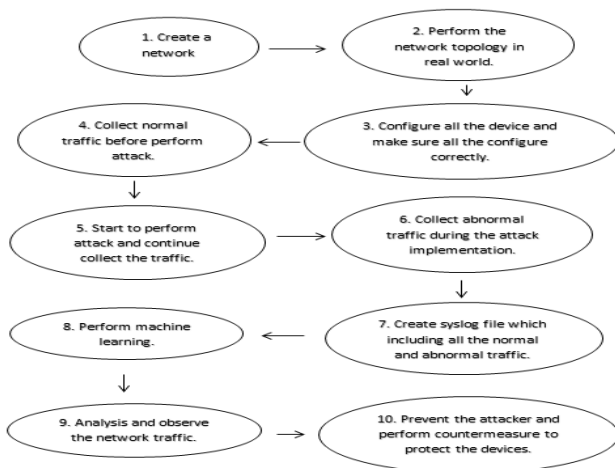 1. Create a
network
2. Perform the
network topology in
real world.
4. Collect normal
traffic before perform
attack.
3. Configure all the device and
make sure all the configure
correctly.
5. Start to perform
attack and continue
collect the traffic.
6. Collect abnormal
traffic during the attack
implementation.
8. Perform machine
learning.
7. Create syslog file which
including all the normal
and abnormal traffic.
9. Analysis and observe
the network traffic.
10. Prevent the attacker and
perform countermeasure to
protect the devices.